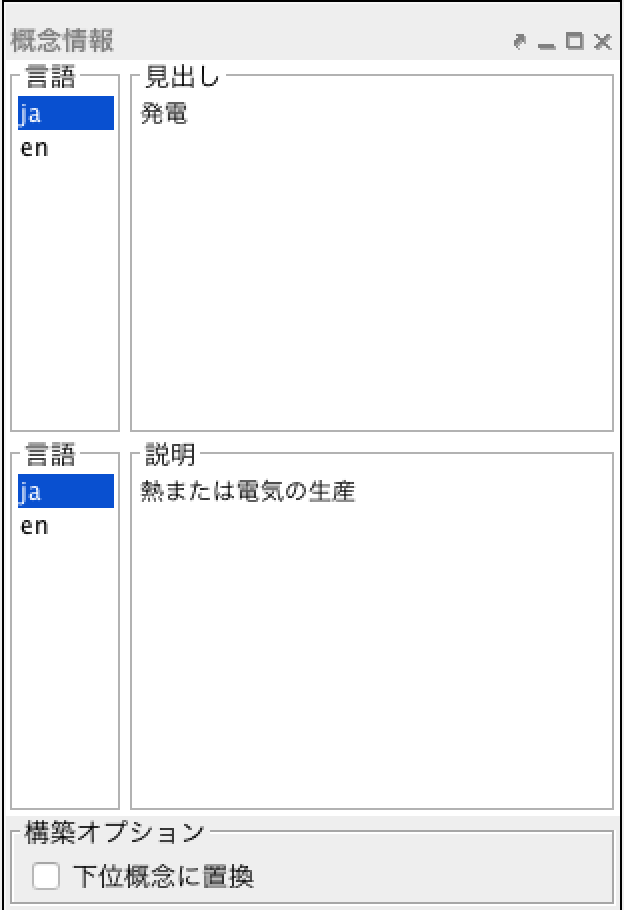 概念情報
言語
見出し
ja
発電
en
言語
説明
ja
熱または電気の生産
en
構築オプション
下位概念に置換